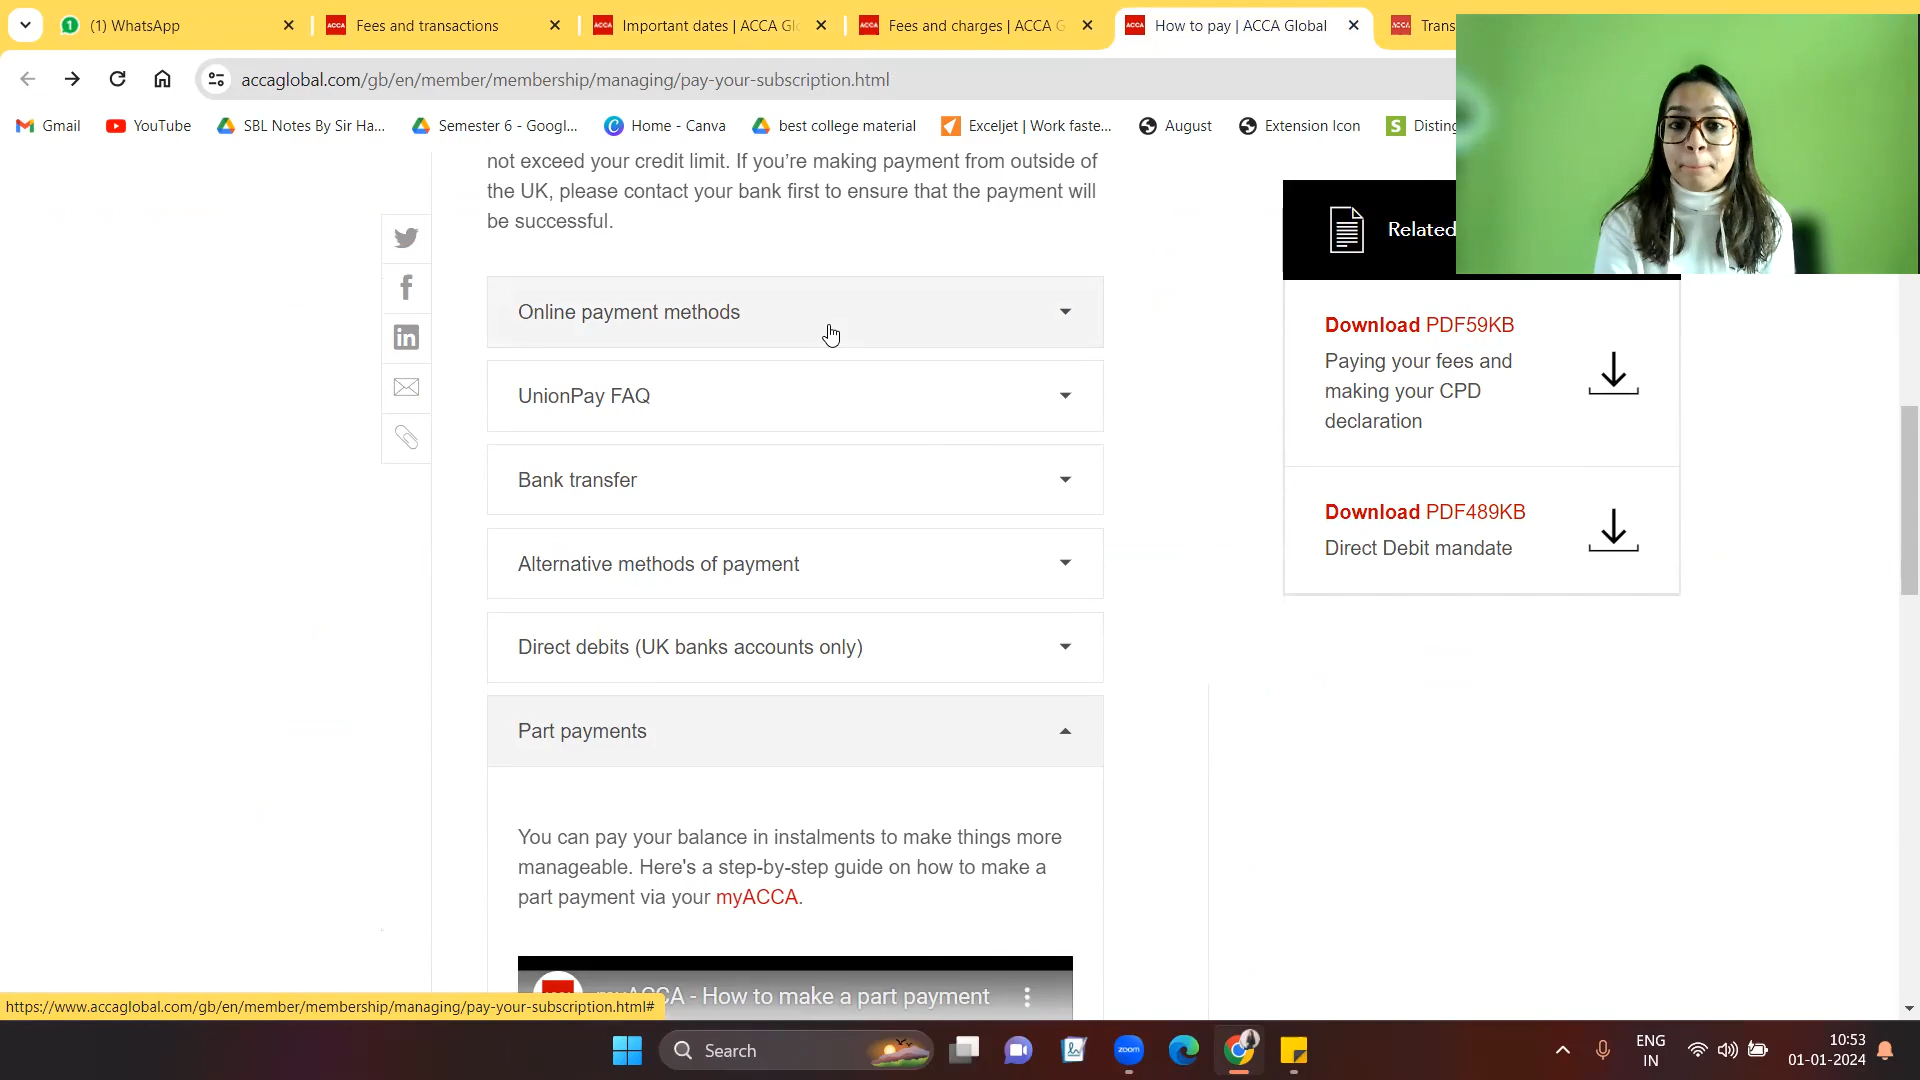 (1) WhatsApp
Fees and transactions
Important dates | ACCA Gl
Fees and charges | ACCA G
How to pay | ACCA Global
Trans
accaglobal.com/gb/en/member/membership/managing/pay-your-subscription.html
Gmail
YouTube
SBL Notes By Sir Ha...
Semester 6 - Googl...
Home - Canva
best college material
Exceljet | Work faste...
August
Extension Icon
Disting
not exceed your credit limit. If you’re making payment from outside of
the UK, please contact your bank first to ensure that the payment will
be successful.
Online payment methods
UnionPay FAQ
Bank transfer
Alternative methods of payment
Direct debits (UK banks accounts only)
Part payments
You can pay your balance in instalments to make things more
manageable. Here's a step-by-step guide on how to make a
part payment via your myACCA.
myACCA - How to make a part payment
Related
Download PDF59KB
Paying your fees and
making your CPD
declaration
Download PDF489KB
Direct Debit mandate
https://www.accaglobal.com/gb/en/member/membership/managing/pay-your-subscription.html#
Search
zoom
ENG
IN
10:53
01-01-2024